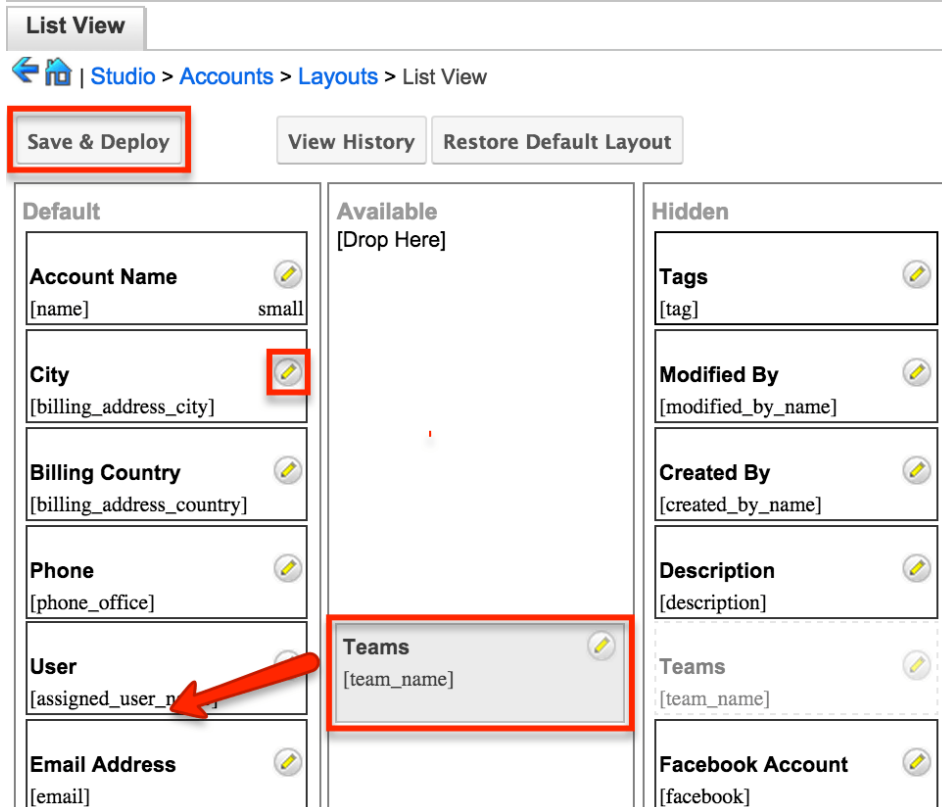 List View
| Studio > Accounts > Layouts > List View
Save & Deploy
View History
Restore Default Layout
Default
Account Name
[name] small
City
[billing_address_city]
Billing Country
[billing_address_country]
Phone
[phone_office]
User
[assigned_user_n
Email Address
[email]
Available
[Drop Here]
Teams
[team_name]
Hidden
Tags
[tag]
Modified By
[modified_by_name]
Created By
[created_by_name]
Description
[description]
Teams
[team_name]
Facebook Account
[facebook]